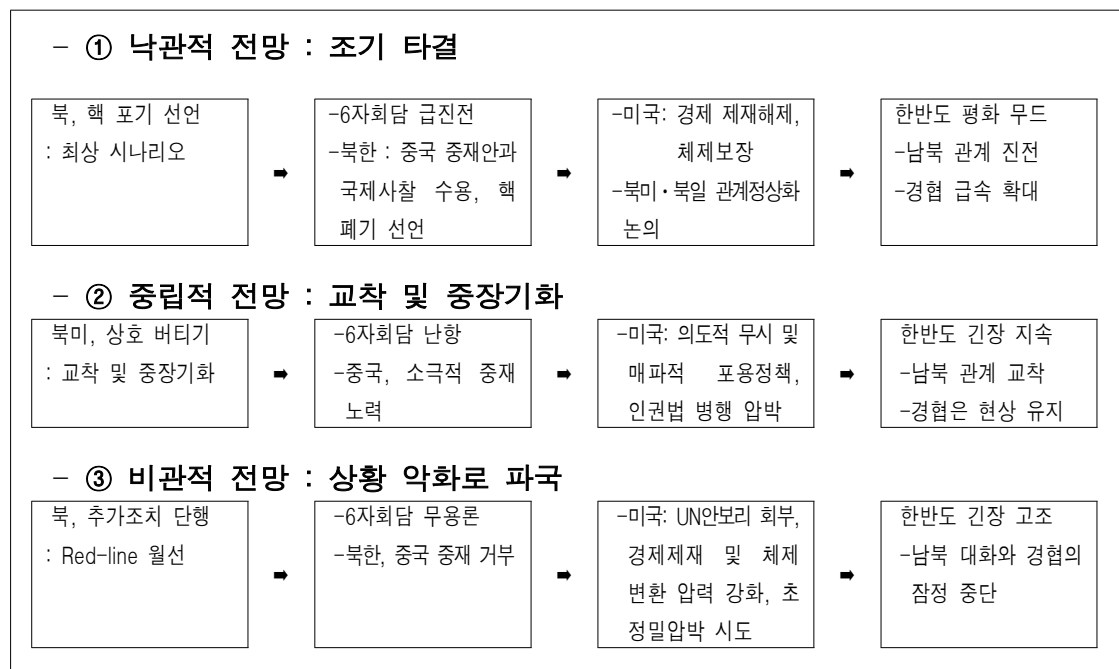 - ① 낙관적 전망 : 조기 타결
북, 핵 포기 선언
: 최상 시나리오
➡
-6자회담 급진전
-북한 : 중국 중재안과
국제사찰 수용, 핵
폐기 선언
➡
-미국: 경제 제재해제,
체제보장
-북미·북일 관계정상화
논의
➡
한반도 평화 무드
-남북 관계 진전
-경협 급속 확대
- ② 중립적 전망 : 교착 및 중장기화
북미, 상호 버티기
: 교착 및 중장기화
➡
-6자회담 난항
-중국, 소극적 중재
노력
➡
-미국: 의도적 무시 및
매파적 포용정책,
인권법 병행 압박
➡
한반도 긴장 지속
-남북 관계 교착
-경협은 현상 유지
- ③ 비관적 전망 : 상황 악화로 파국
북, 추가조치 단행
: Red-line 월선
➡
-6자회담 무용론
-북한, 중국 중재 거부
➡
-미국: UN안보리 회부,
경제제재 및 체제
변환 압력 강화, 초
정밀압박 시도
➡
한반도 긴장 고조
-남북 대화와 경협의
잠정 중단